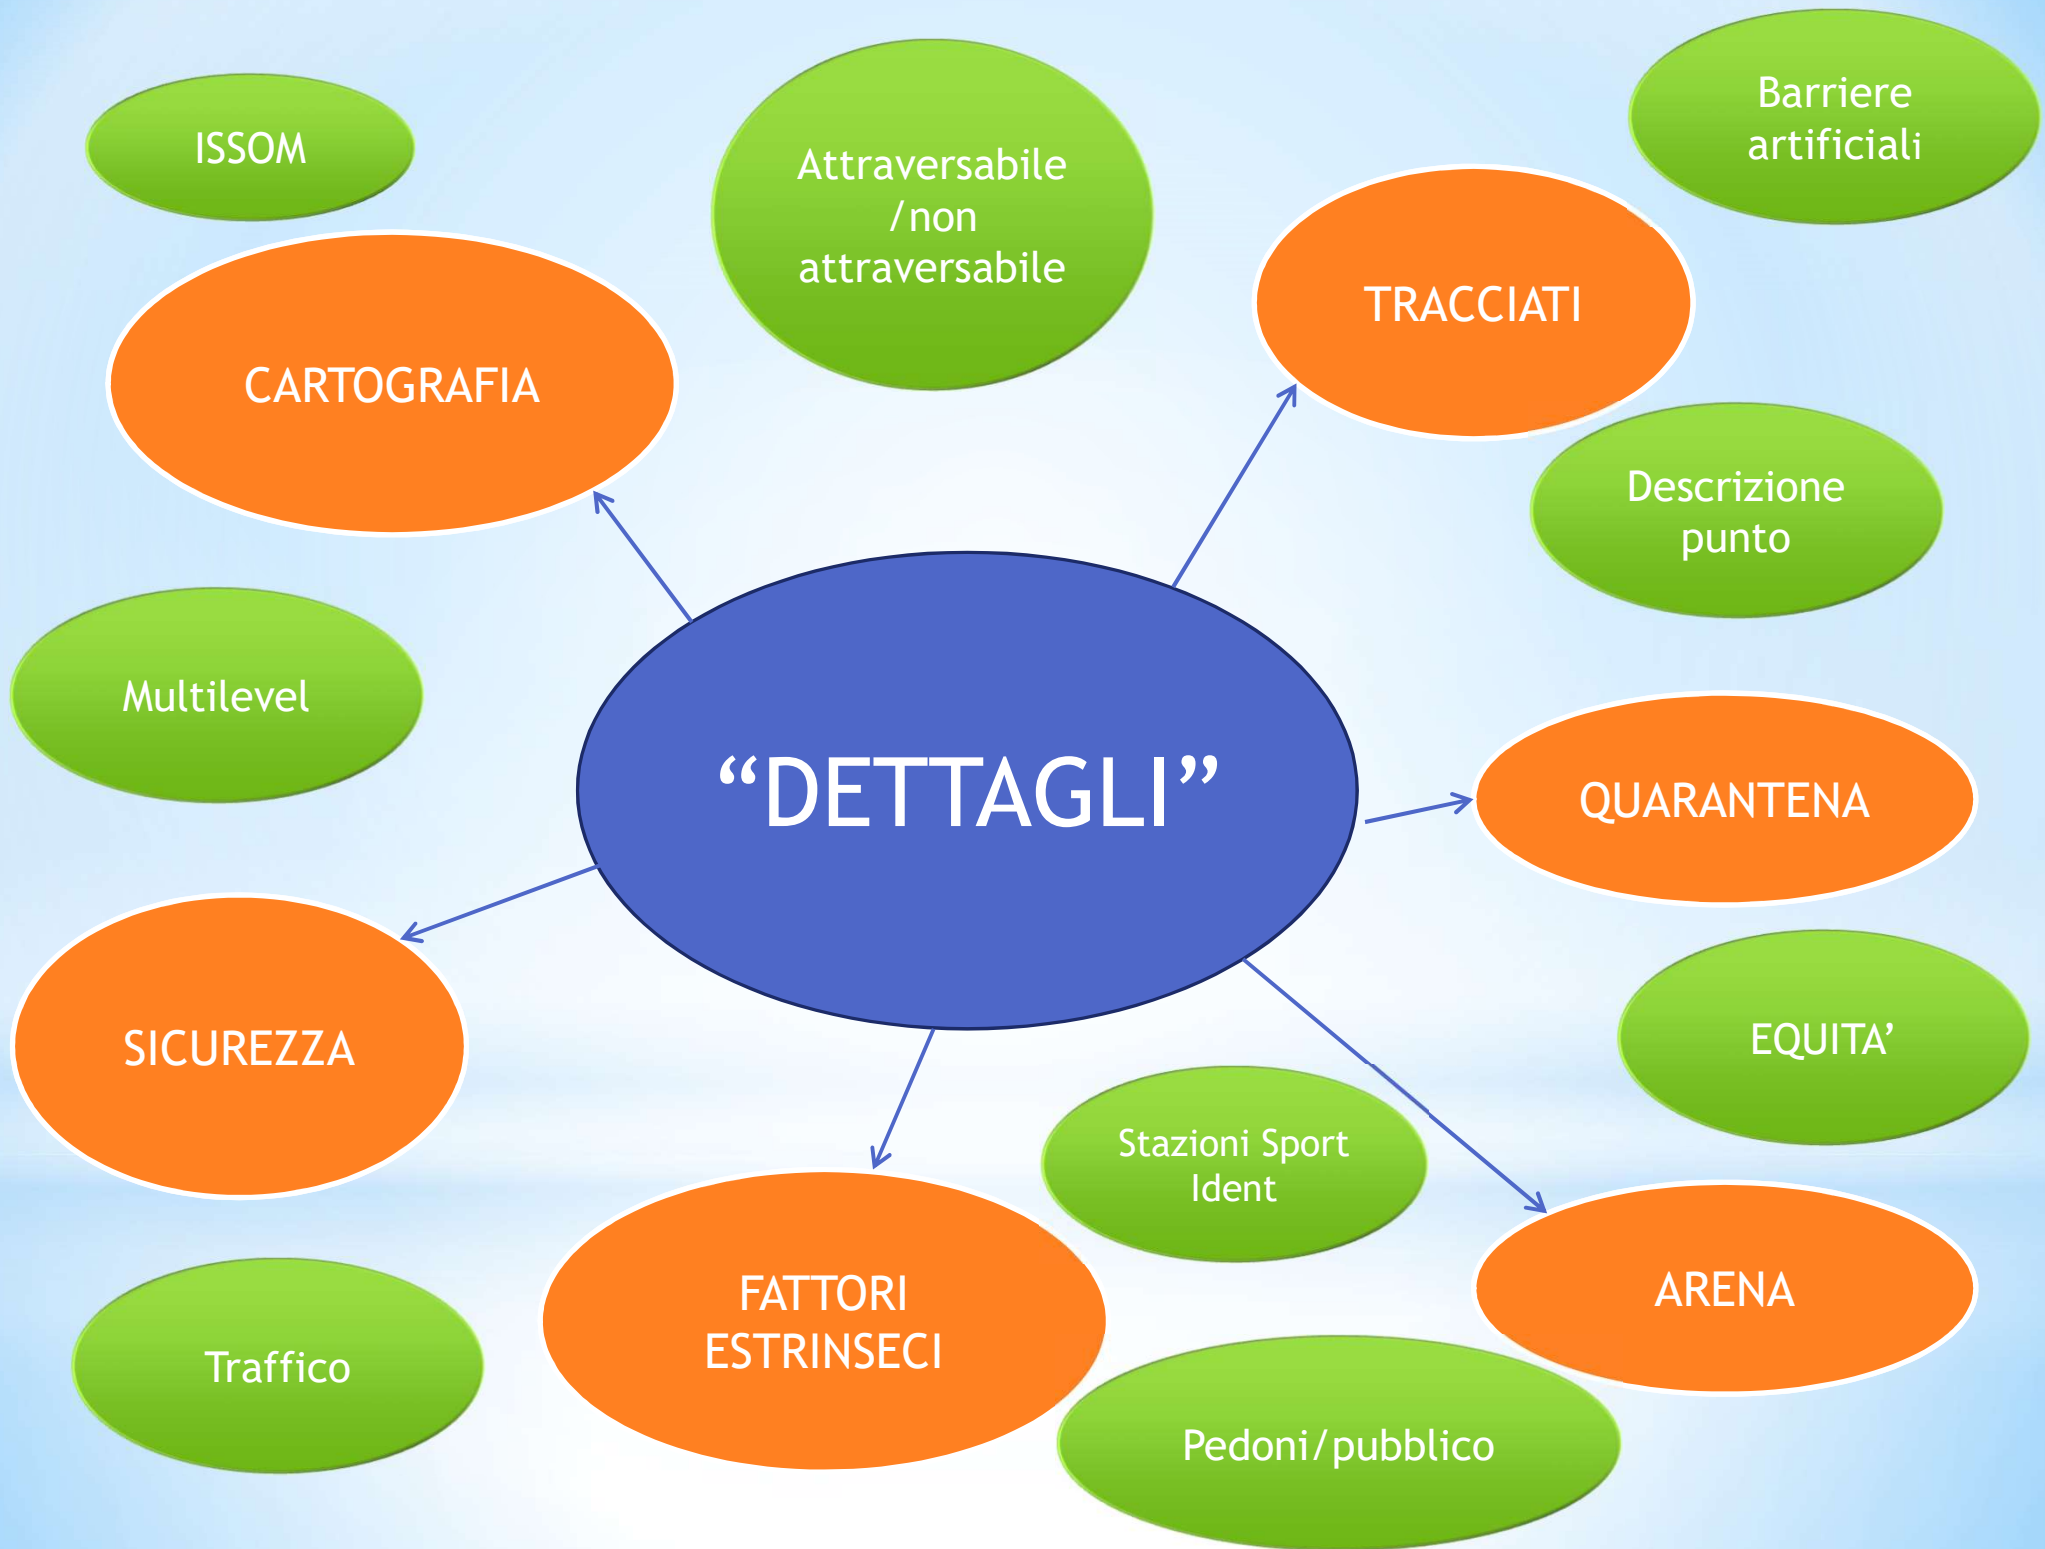 ISSOM
Attraversabile
/non
attraversabile
Barriere
artificiali
CARTOGRAFIA
TRACCIATI
Descrizione
punto
Multilevel
“DETTAGLI”
QUARANTENA
SICUREZZA
EQUITA’
Stazioni Sport
Ident
FATTORI
ESTRINSECI
ARENA
Traffico
Pedoni/pubblico